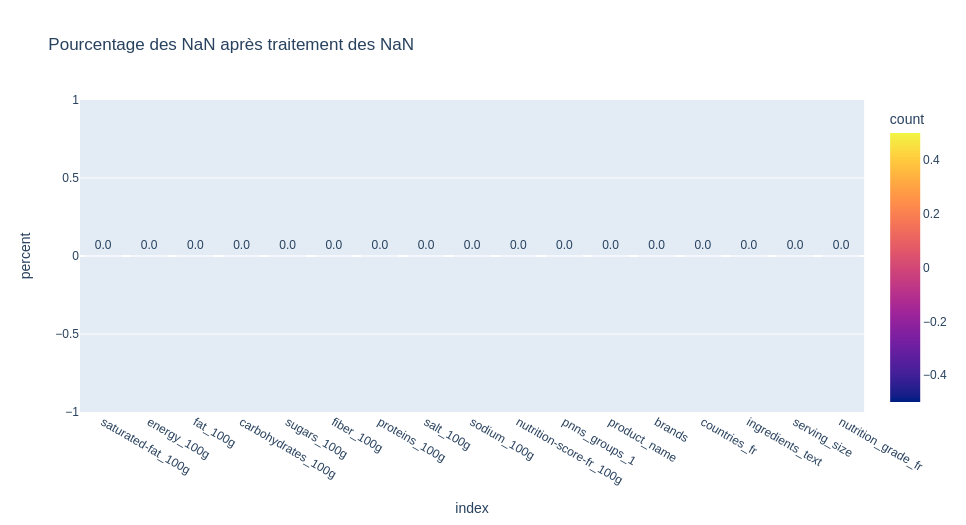 Pourcentage des NaN après traitement des NaN
count
1
0.5
0
−0.5
−1
percent
0.0 0.0 0.0 0.0 0.0 0.0 0.0 0.0 0.0 0.0 0.0 0.0 0.0 0.0 0.0 0.0 0.0
0.4
0.2
0
−0.2
−0.4
saturated-fat_100g
energy_100g
fat_100g
carbohydrates_100g
sugars_100g
fiber_100g
proteins_100g
salt_100g
sodium_100g
nutrition-score-fr_100g
pnns_groups_1
product_name
brands
countries_fr
ingredients_text
serving_size
nutrition_grade_fr
index